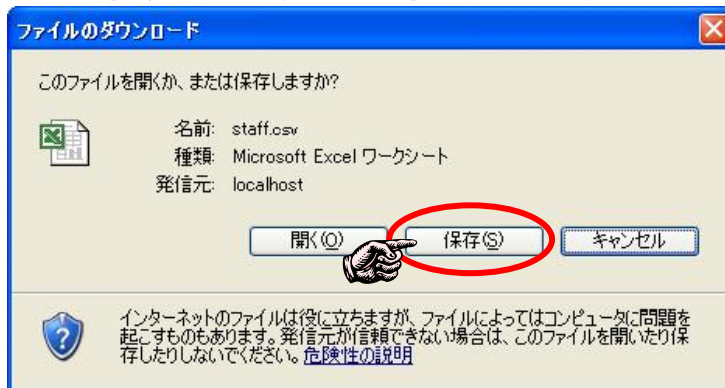 ファイルのダウンロード
このファイルを開くか、または保存しますか?
名前: staff.csv
種類: Microsoft Excel ワークシート
発信元: localhost
開く(O) 保存(S) キャンセル
インターネットのファイルは役に立ちますが、ファイルによってはコンピュータに問題を
起こすものもあります。発信元が信頼できない場合は、このファイルを開いたり保
存したりしないでください。危険性の説明